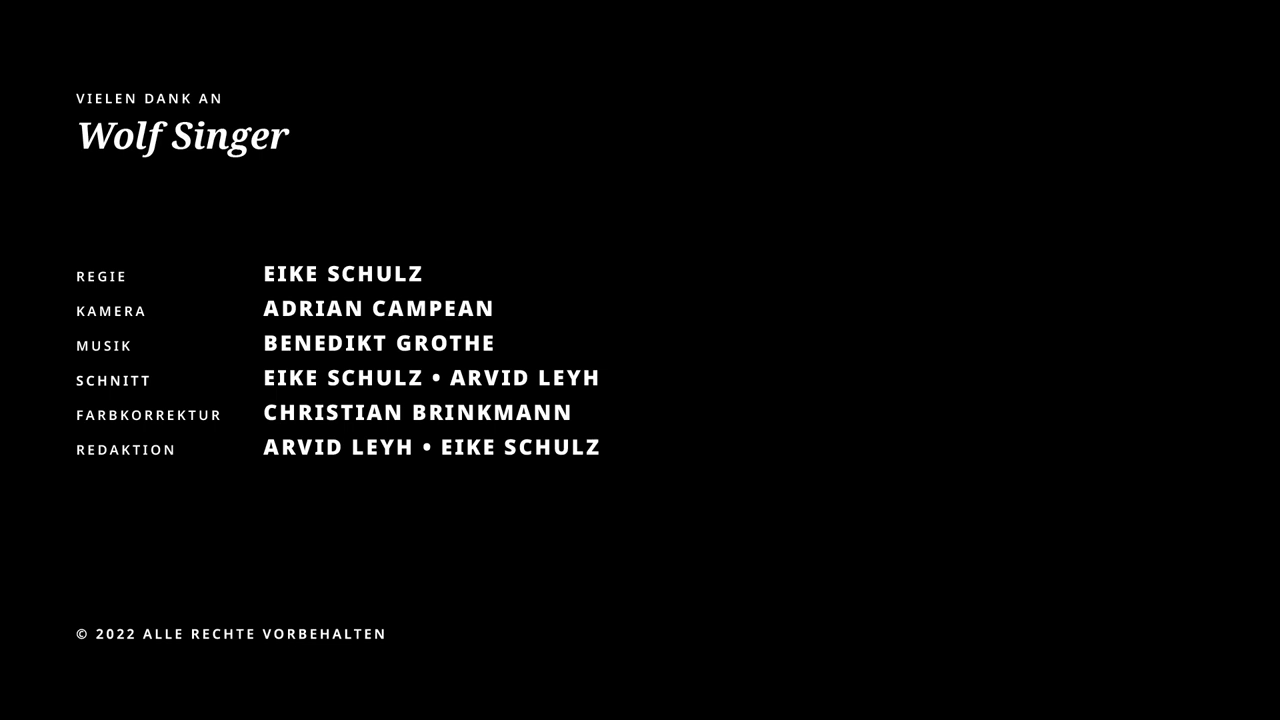 VIELEN DANK AN
Wolf Singer
REGIE EIKE SCHULZ
KAMERA ADRIAN CAMPEAN
MUSIK BENEDIKT GROTHE
SCHNITT EIKE SCHULZ • ARVID LEYH
FARBKORREKTUR CHRISTIAN BRINKMANN
REDAKTION ARVID LEYH • EIKE SCHULZ
© 2022 ALLE RECHTE VORBEHALTEN